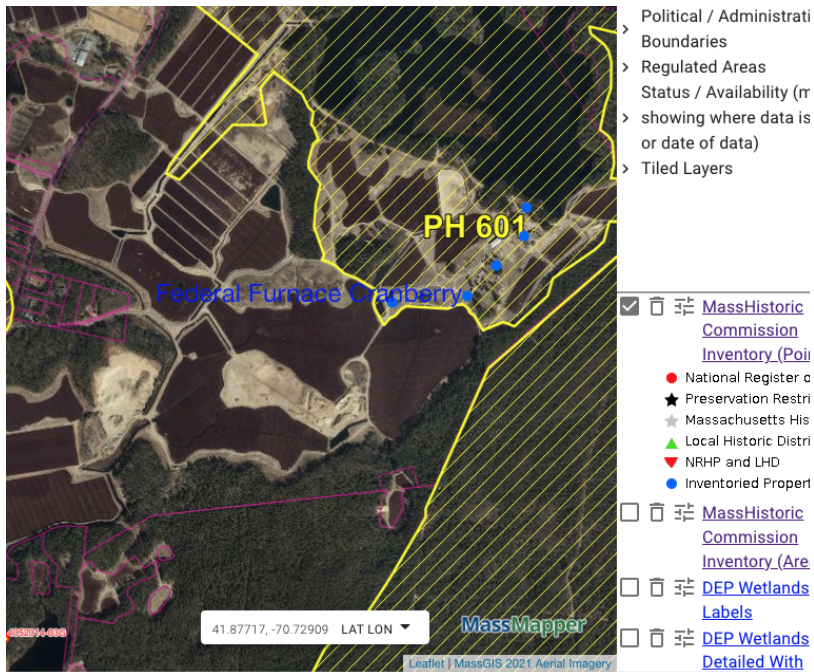 Political / Administrati
Boundaries
Regulated Areas
Status / Availability (m
showing where data is
or date of data)
Tiled Layers
PH 601
Federal Furnace Cranberry
MassHistoric
Commission
Inventory (Poi
National Register o
Preservation Restri
Massachusetts His
Local Historic Distri
NRHP and LHD
Inventoried Propert
MassHistoric
Commission
Inventory (Are
DEP Wetlands
Labels
DEP Wetlands
Detailed With
4052014-03G
41.87717, -70.72909 LAT LON
MassMapper
Leaflet | MassGIS 2021 Aerial Imagery